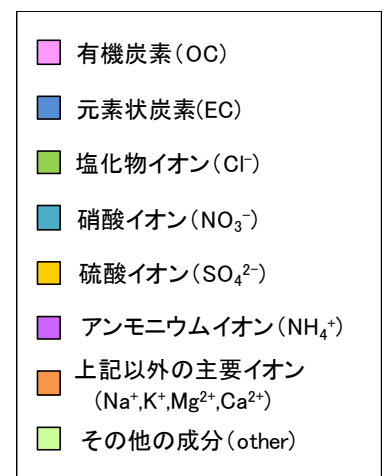 有機炭素（OC）
元素状炭素(EC)
塩化物イオン（Cl⁻）
硝酸イオン（NO₃⁻）
硫酸イオン（SO₄²⁻）
アンモニウムイオン（NH₄⁺）
上記以外の主要イオン
(Na⁺,K⁺,Mg²⁺,Ca²⁺)
その他の成分（other）